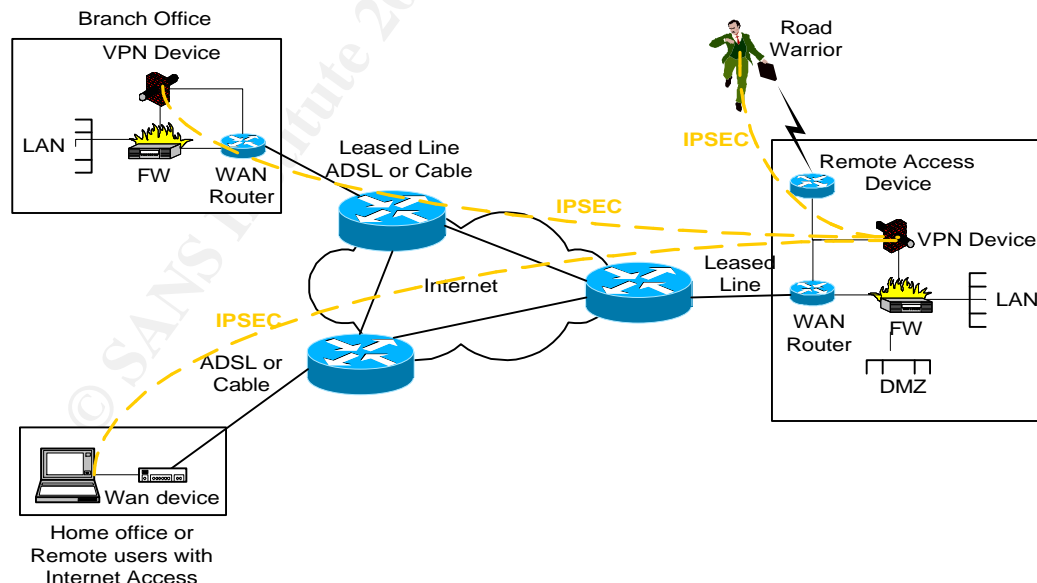 Branch Office
VPN Device
LAN
FW
WAN
Router
Leased Line
ADSL or Cable
Road
Warrior
IPSEC
Remote Access
Device
IPSEC
VPN Device
Leased
Line
Internet
LAN
WAN
Router
FW
IPSEC
ADSL or
Cable
DMZ
Wan device
Home office or
Remote users with
Internet Access
© SANS Institute 20